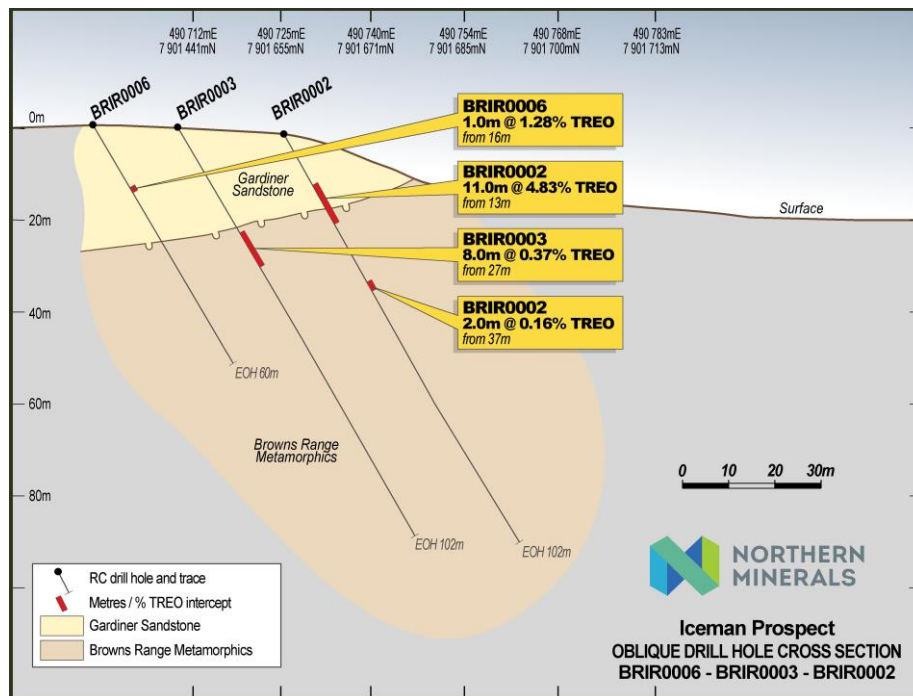 490 712mE
7 901 441mN
490 725mE
7 901 655mN
490 740mE
7 901 671mN
490 754mE
7 901 685mN
490 768mE
7 901 700mN
490 783mE
7 901 713mN
BRIR0006
BRIR0003
BRIR0002
0m
20m
40m
60m
80m
BRIR0006
1.0m @ 1.28% TREO
from 16m
BRIR0002
11.0m @ 4.83% TREO
from 13m
BRIR0003
8.0m @ 0.37% TREO
from 27m
BRIR0002
2.0m @ 0.16% TREO
from 37m
Gardiner
Sandstone
Surface
EOH 60m
Browns Range
Metamorphics
EOH 102m
EOH 102m
0 10 20 30m
RC drill hole and trace
Metres / % TREO intercept
Gardiner Sandstone
Browns Range Metamorphics
NORTHERN
MINERALS
Iceman Prospect
OBLIQUE DRILL HOLE CROSS SECTION
BRIR0006 - BRIR0003 - BRIR0002